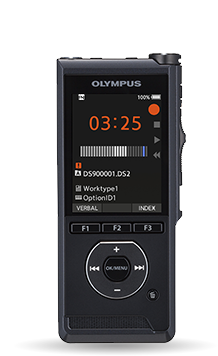 OLYMPUS
100%
03:25
DS900001.DS2
Worktype1
OptionID1
VERBAL INDEX
F1 F2 F3
+
OK/MENU
−